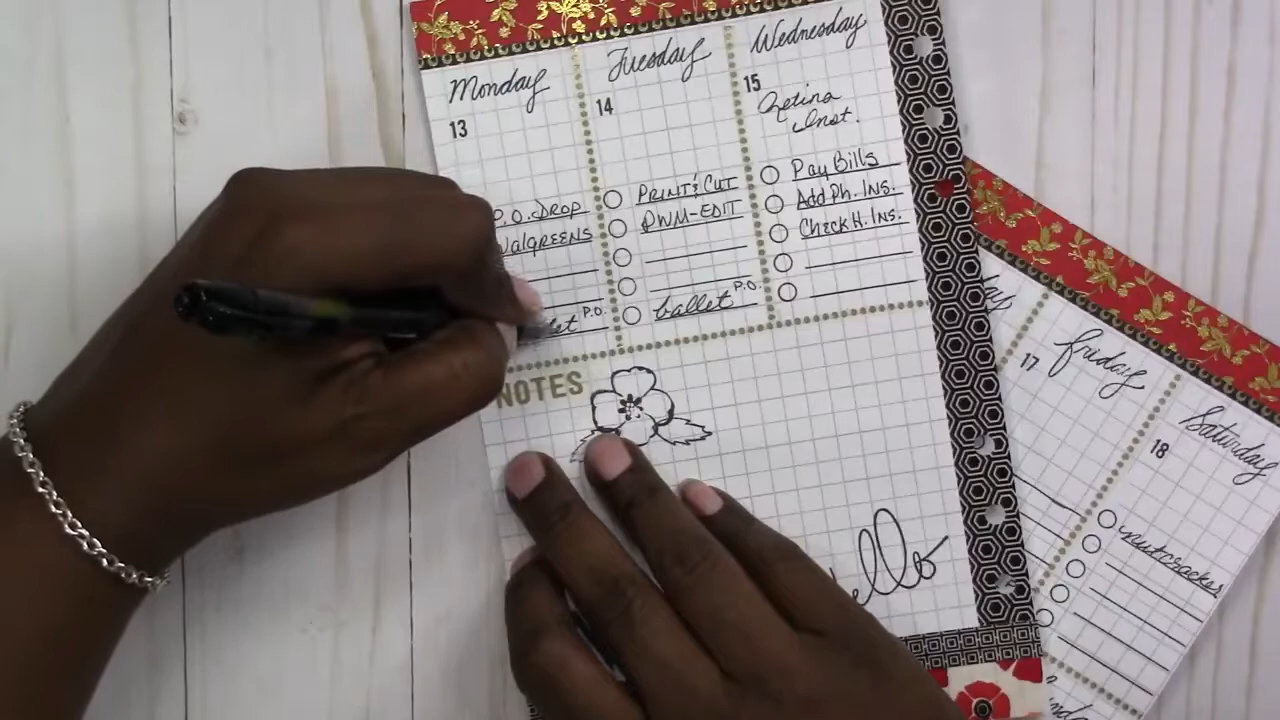 Monday
13
P.O. DROP
WALGREENS
P.O.
Tuesday
14
PRINT & CUT
PWM-EDIT
ballet P.O.
Wednesday
15
Retina
Inst.
Pay Bills
Add Ph. Ins.
Check H. Ins.
NOTES
17
Friday
18
Saturday
nutcracker